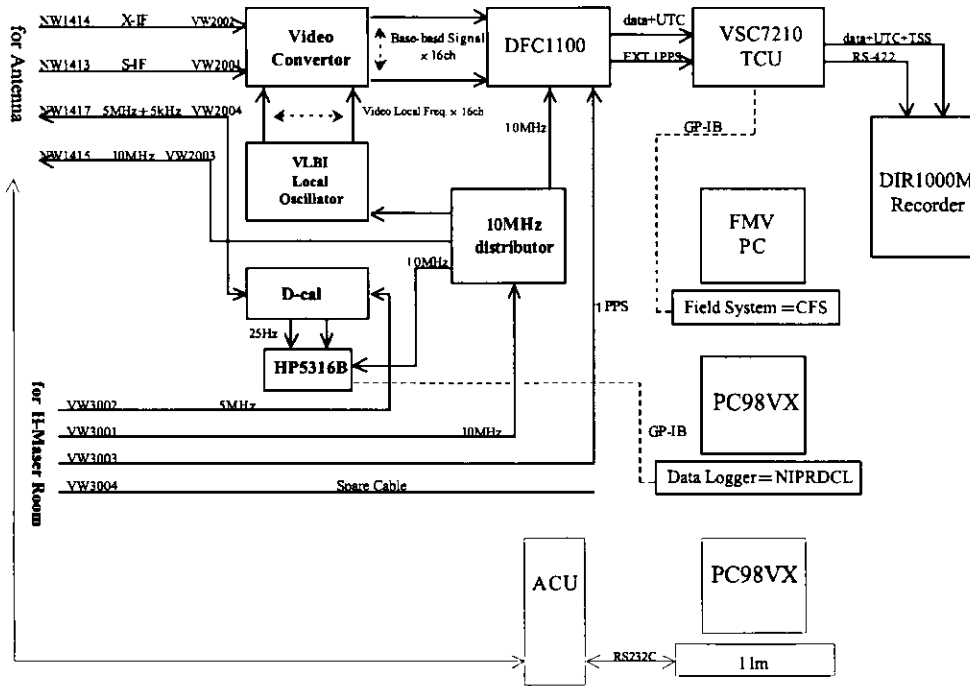 for Antenna
NW1414 X-IF VW2002
NW1413 S-IF VW2001
NW1417 5MHz+5kHz VW2004
NW1415 10MHz VW2003
Video
Convertor
Base-band Signal
x 16ch
Video Local Freq. x 16ch
VLBI
Local
Oscillator
DFC1100
data+UTC
EXT 1PPS
VSC7210
TCU
data+UTC+TSS
RS-422
DIR1000M
Recorder
10MHz
GP-IB
10MHz
distributor
10MHz
FMV
PC
Field System =CFS
D-cal
25Hz
HP5316B
1PPS
for H-Maser Room
VW3002 5MHz
VW3001 10MHz
VW3003
VW3004 Spare Cable
PC98VX
GP-IB
Data Logger=NIPRDCL
ACU
PC98VX
RS232C
11m